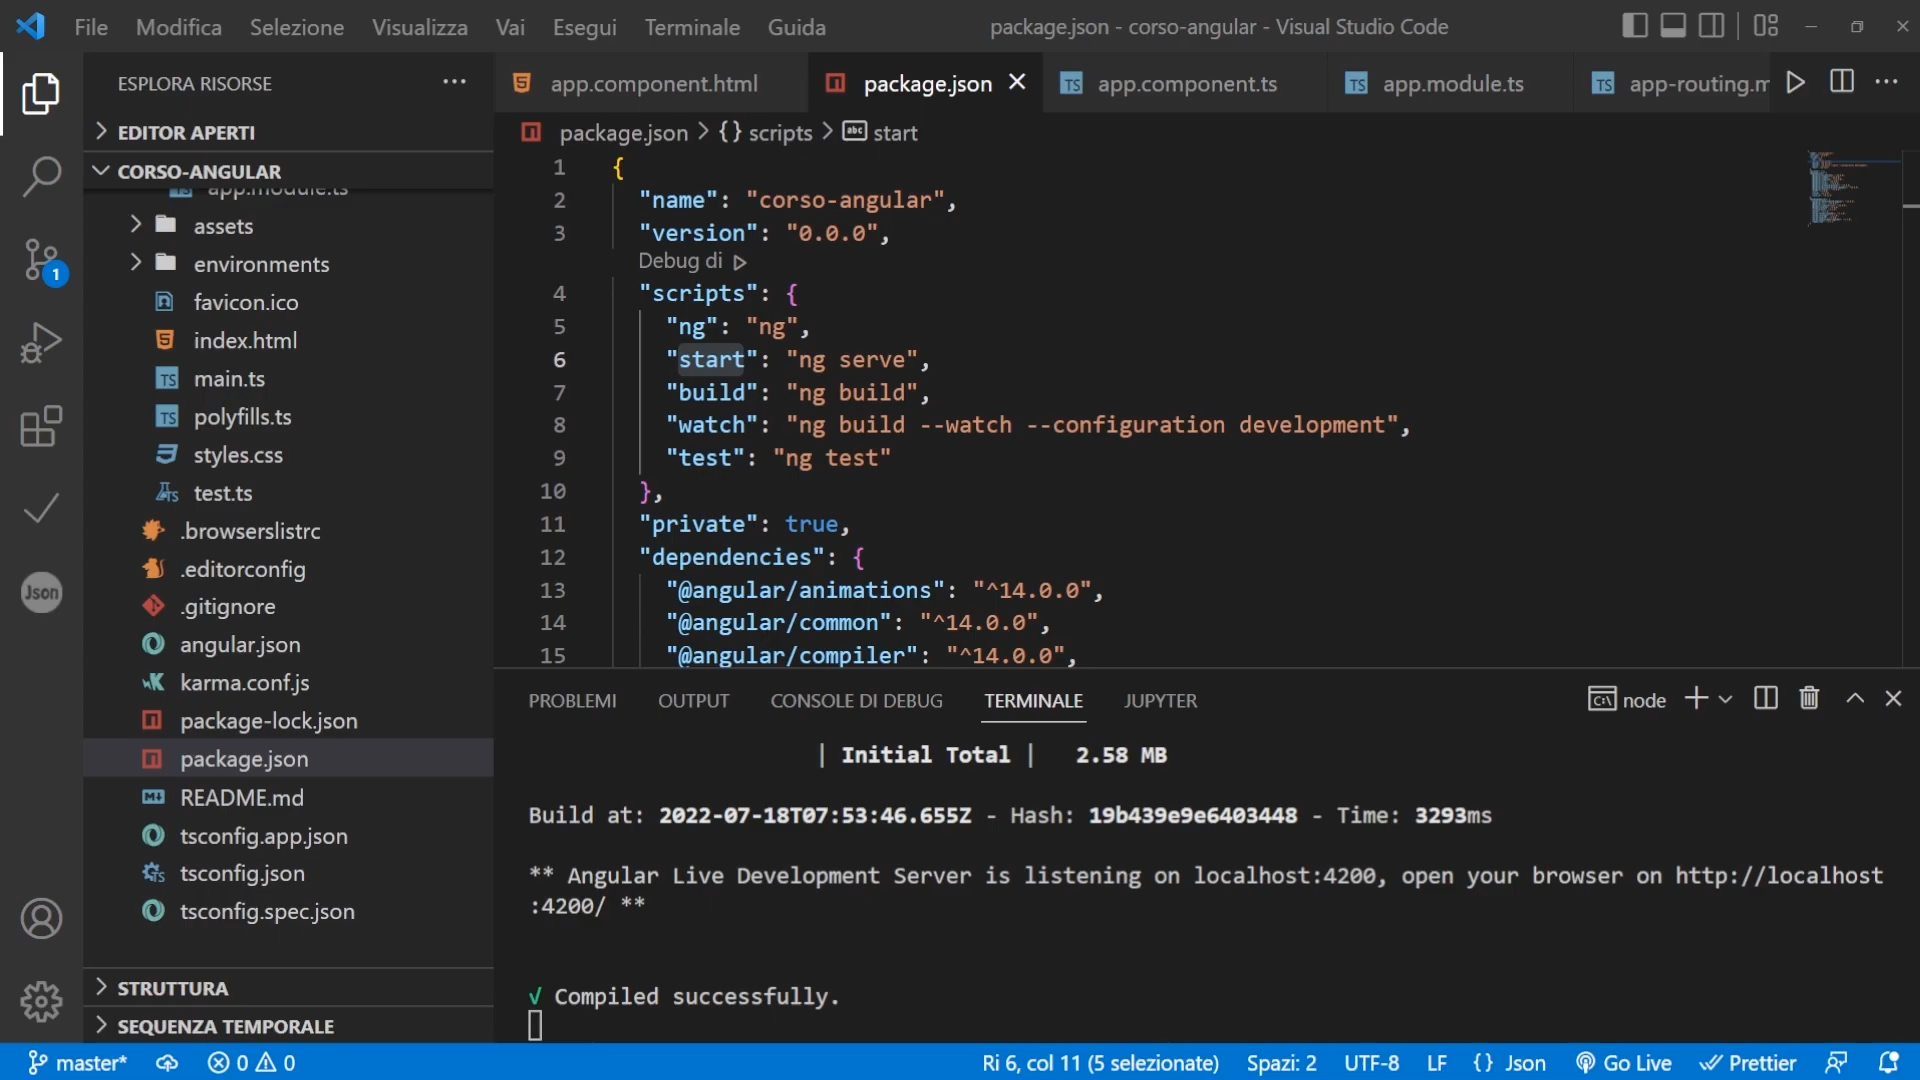 File Modifica Selezione Visualizza Vai Esegui Terminale Guida package.json - corso-angular - Visual Studio Code
ESPLORA RISORSE
EDITOR APERTI
CORSO-ANGULAR
app.module.ts
assets
environments
favicon.ico
index.html
main.ts
polyfills.ts
styles.css
test.ts
.browserslistrc
.editorconfig
.gitignore
angular.json
karma.conf.js
package-lock.json
package.json
README.md
tsconfig.app.json
tsconfig.json
tsconfig.spec.json
STRUTTURA
SEQUENZA TEMPORALE
1
Json
app.component.html package.json app.component.ts app.module.ts app-routing.m
package.json > {} scripts > abc start
1 {
2 "name": "corso-angular",
3 "version": "0.0.0",
Debug di
4 "scripts": {
5 "ng": "ng",
6 "start": "ng serve",
7 "build": "ng build",
8 "watch": "ng build --watch --configuration development",
9 "test": "ng test"
10 },
11 "private": true,
12 "dependencies": {
13 "@angular/animations": "^14.0.0",
14 "@angular/common": "^14.0.0",
15 "@angular/compiler": "^14.0.0",
PROBLEMI OUTPUT CONSOLE DI DEBUG TERMINALE JUPYTER node
| Initial Total | 2.58 MB
Build at: 2022-07-18T07:53:46.655Z - Hash: 19b439e9e6403448 - Time: 3293ms
** Angular Live Development Server is listening on localhost:4200, open your browser on http://localhost
:4200/ **
√ Compiled successfully.
master* 0 0 Ri 6, col 11 (5 selezionate) Spazi: 2 UTF-8 LF {} Json Go Live Prettier